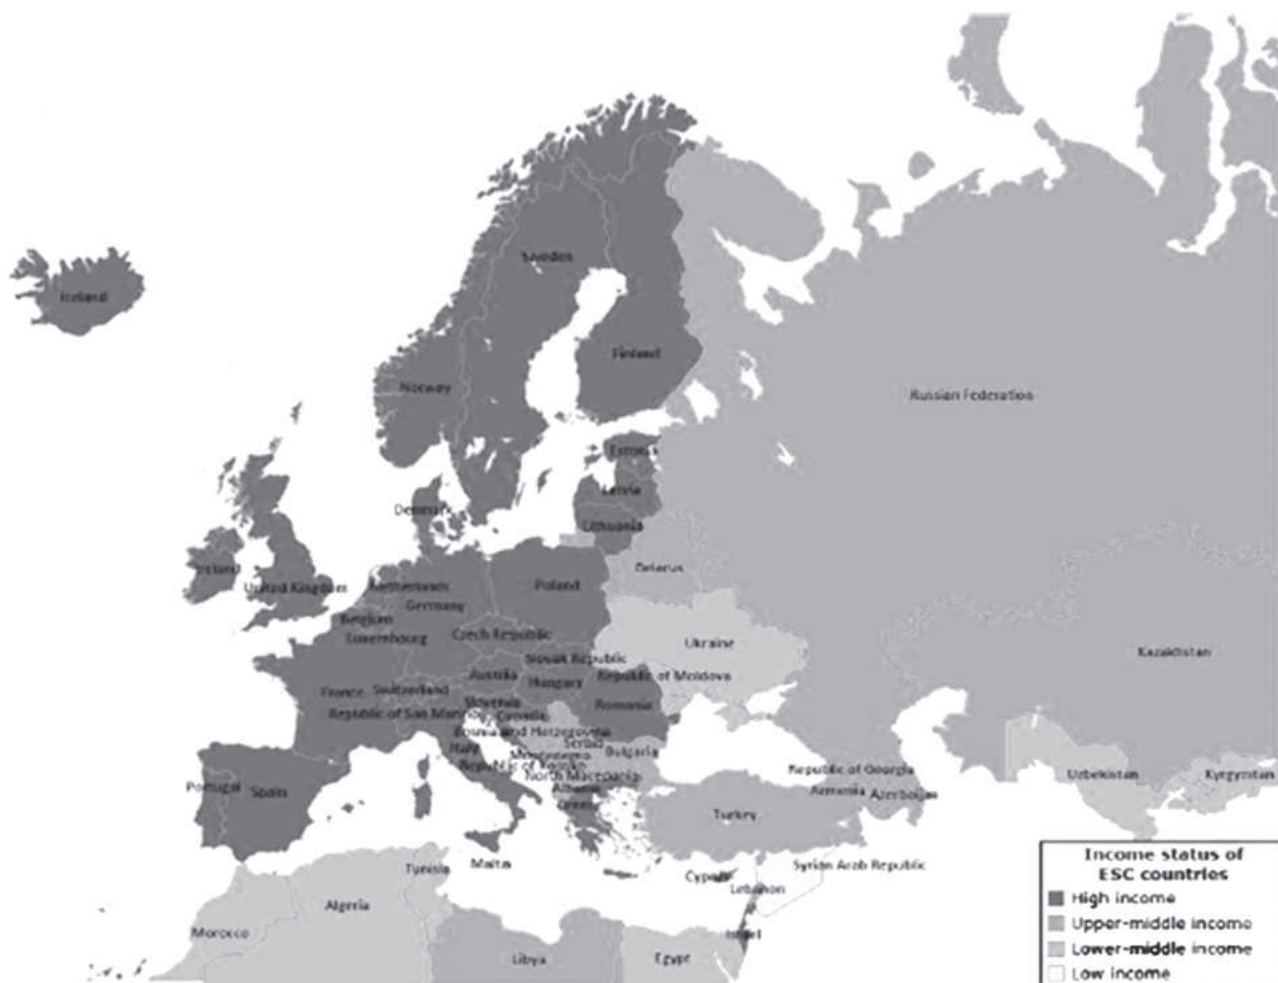 Sweden
Iceland
Finland
Norway
Russian Federation
Estonia
Latvia
Denmark
Lithuania
Ireland
Belarus
United Kingdom
Netherlands
Poland
Germany
Belgium
Luxembourg
Czech Republic
Ukraine
Slovak Republic
Kazakhstan
Austria
Republic of Moldova
Hungary
France
Switzerland
Slovenia
Romania
Republic of San Marino
Croatia
Bosnia and Herzegovina
Serbia
Italy
Bulgaria
Montenegro
Republic of Kosovo
North Macedonia
Republic of Georgia
Uzbekistan
Kyrgyzstan
Portugal
Spain
Albania
Armenia
Azerbaijan
Greece
Turkey
Malta
Syrian Arab Republic
Tunisia
Cyprus
Lebanon
Algeria
Morocco
Israel
Libya
Egypt
Income status of
ESC countries
High income
Upper-middle income
Lower-middle income
Low income